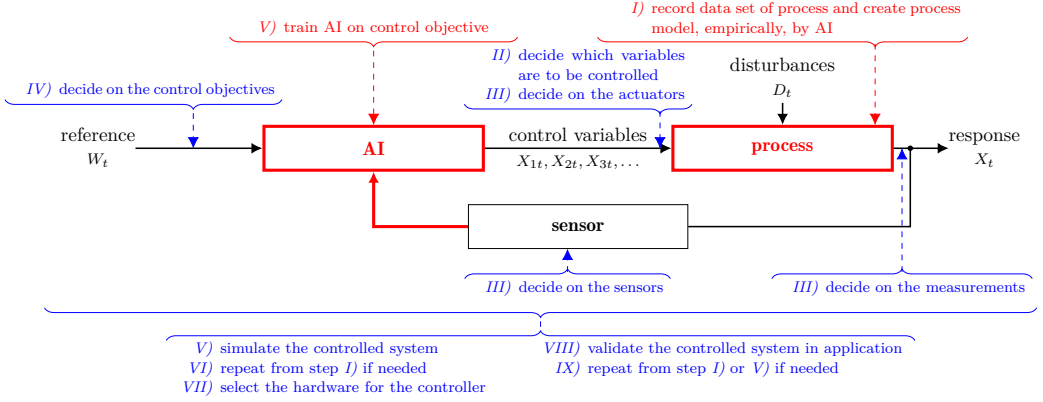 I) record data set of process and create process
model, empirically, by AI
V) train AI on control objective
II) decide which variables
are to be controlled
III) decide on the actuators
disturbances
D_t
IV) decide on the control objectives
reference
W_t
AI
control variables
X_{1t}, X_{2t}, X_{3t}, . . .
process
response
X_t
sensor
III) decide on the sensors
III) decide on the measurements
V) simulate the controlled system
VI) repeat from step I) if needed
VII) select the hardware for the controller
VIII) validate the controlled system in application
IX) repeat from step I) or V) if needed